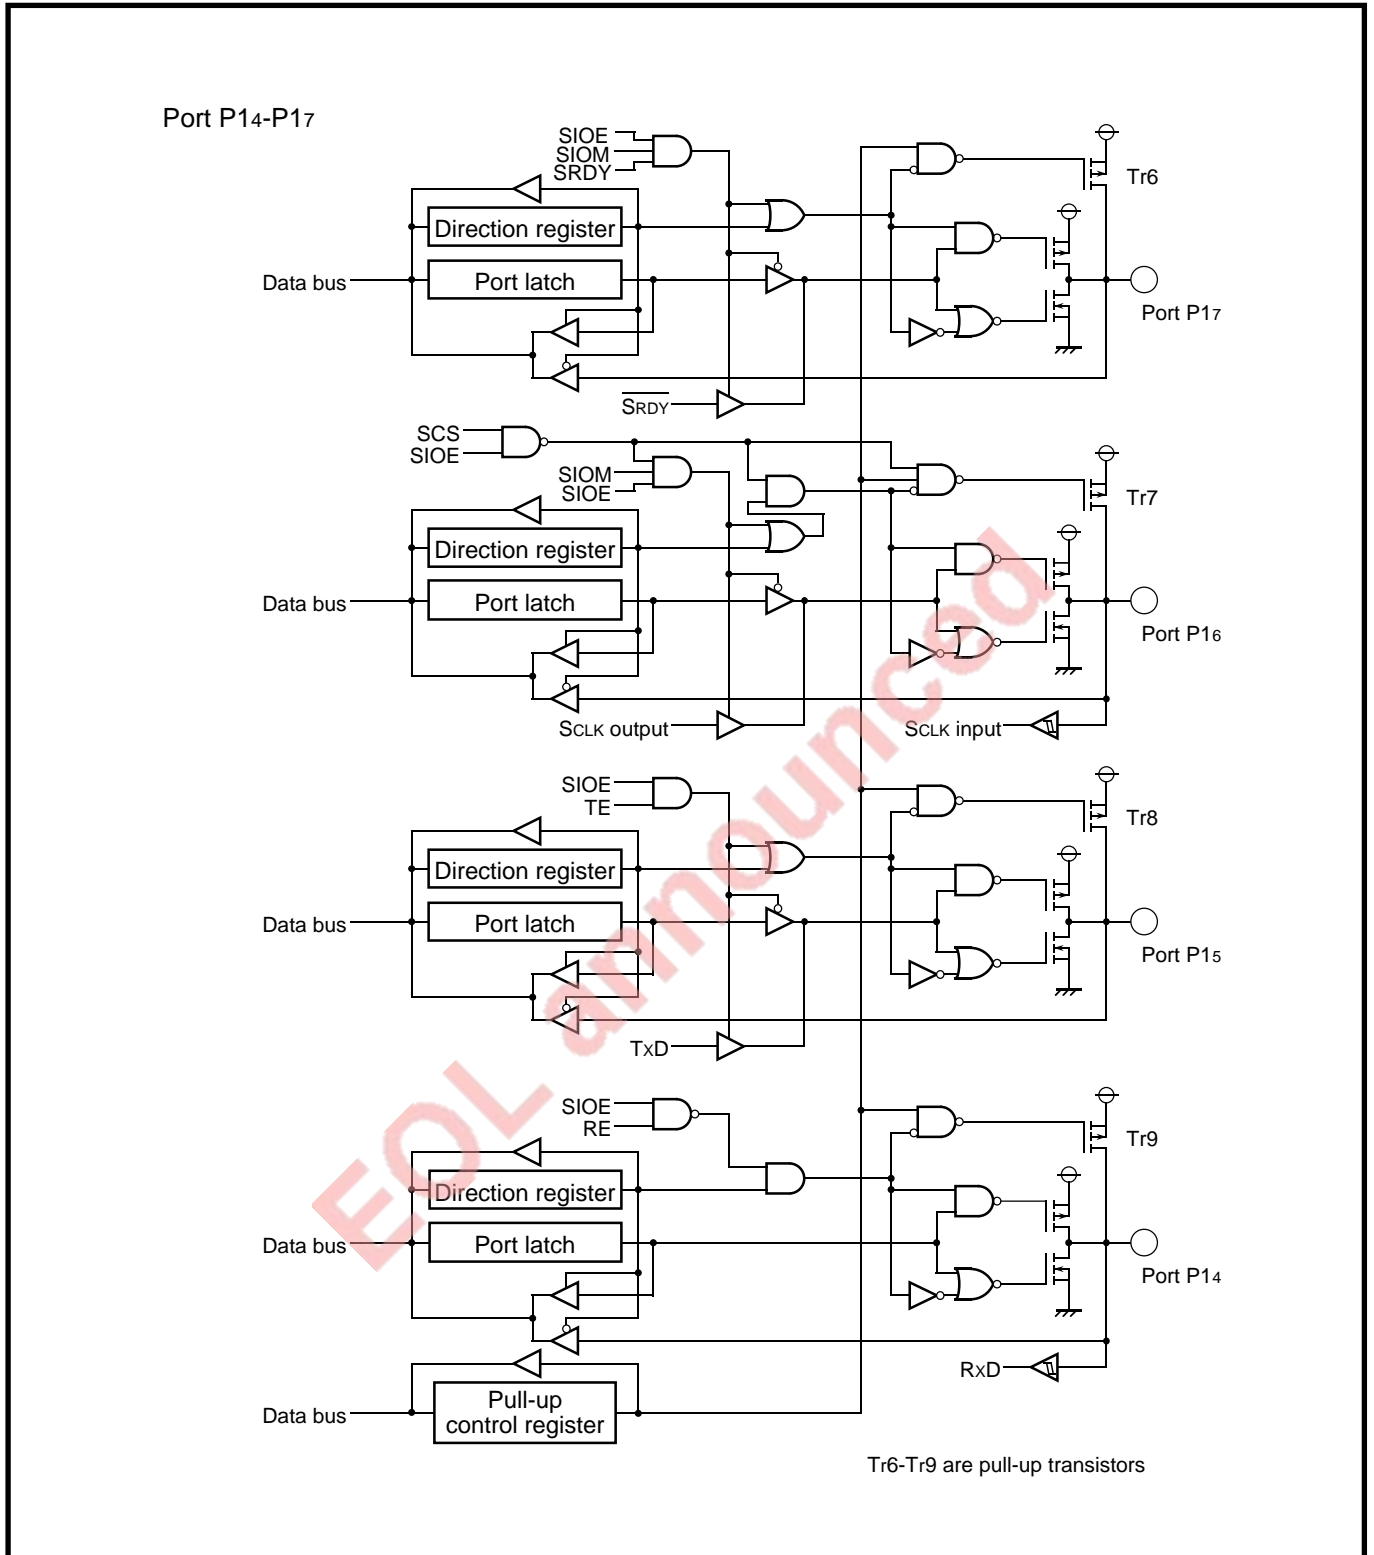 Port P14-P17
SIOE
SIOM
SRDY
Tr6
Direction register
Data bus
Port latch
Port P17
SRDY
SCS
SIOE
SIOM
SIOE
Tr7
Direction register
Data bus
Port latch
Port P16
SCLK output
SCLK input
SIOE
TE
Tr8
Direction register
Data bus
Port latch
Port P15
TxD
SIOE
RE
Tr9
Direction register
Data bus
Port latch
Port P14
RxD
Data bus
Pull-up
control register
Tr6-Tr9 are pull-up transistors
EOL announced